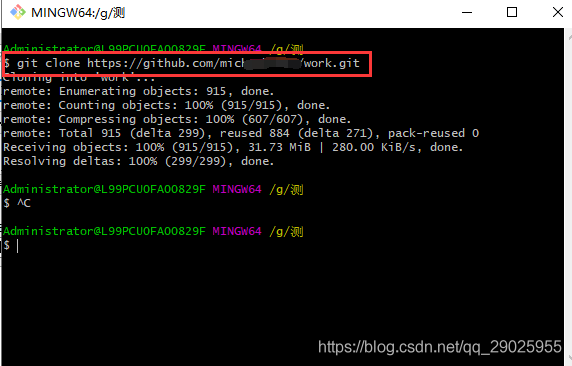 MINGW64:/g/测
Administrator@L99PCU0FAO0829F MINGW64 /g/测
$ git clone https://github.com/mich /work.git
Cloning into 'work'...
remote: Enumerating objects: 915, done.
remote: Counting objects: 100% (915/915), done.
remote: Compressing objects: 100% (607/607), done.
remote: Total 915 (delta 299), reused 884 (delta 271), pack-reused 0
Receiving objects: 100% (915/915), 31.73 MiB | 280.00 KiB/s, done.
Resolving deltas: 100% (299/299), done.
Administrator@L99PCU0FAO0829F MINGW64 /g/测
$ ^C
Administrator@L99PCU0FAO0829F MINGW64 /g/测
$
https://blog.csdn.net/qq_29025955